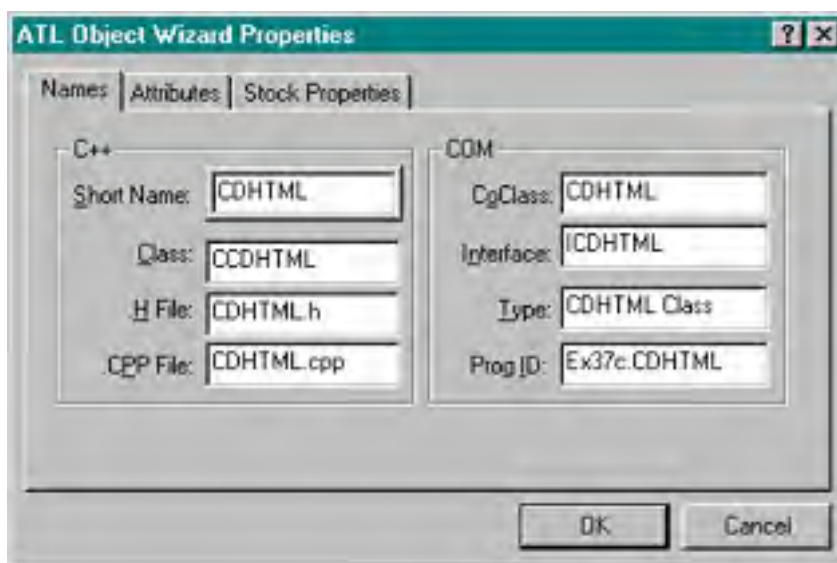 ATL Object Wizard Properties
Names Attributes Stock Properties
C++
Short Name: CDHTML
Class: CCDHTML
.H File: CDHTML.h
.CPP File: CDHTML.cpp
COM
CoClass: CDHTML
Interface: ICDHTML
Type: CDHTML Class
Prog ID: Ex37c.CDHTML
OK Cancel